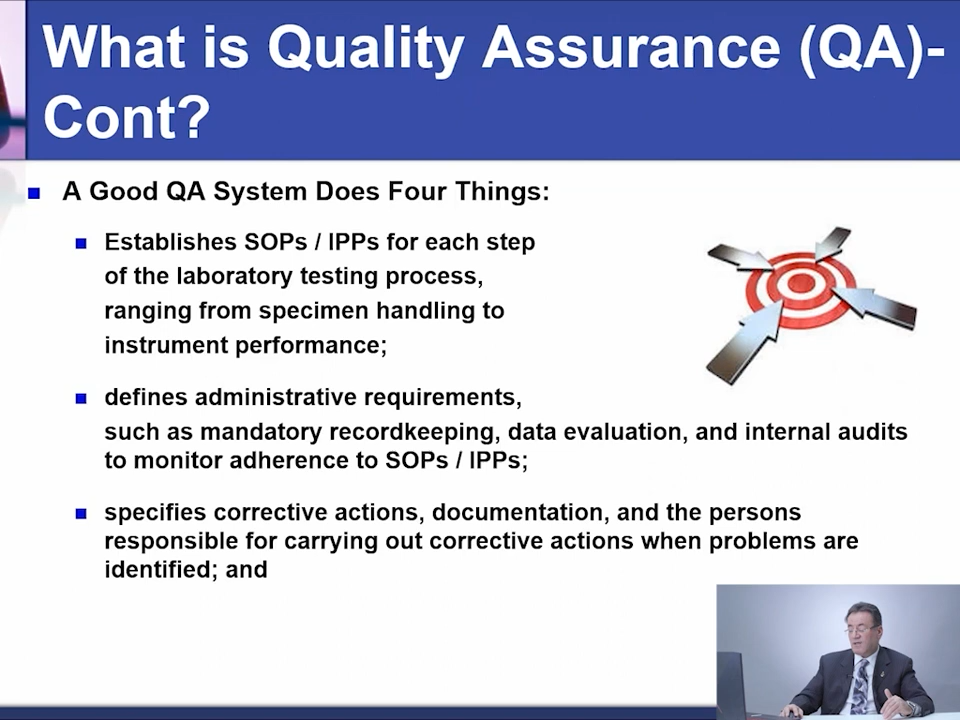 What is Quality Assurance (QA)-
Cont?
A Good QA System Does Four Things:
Establishes SOPs / IPPs for each step
of the laboratory testing process,
ranging from specimen handling to
instrument performance;
defines administrative requirements,
such as mandatory recordkeeping, data evaluation, and internal audits
to monitor adherence to SOPs / IPPs;
specifies corrective actions, documentation, and the persons
responsible for carrying out corrective actions when problems are
identified; and